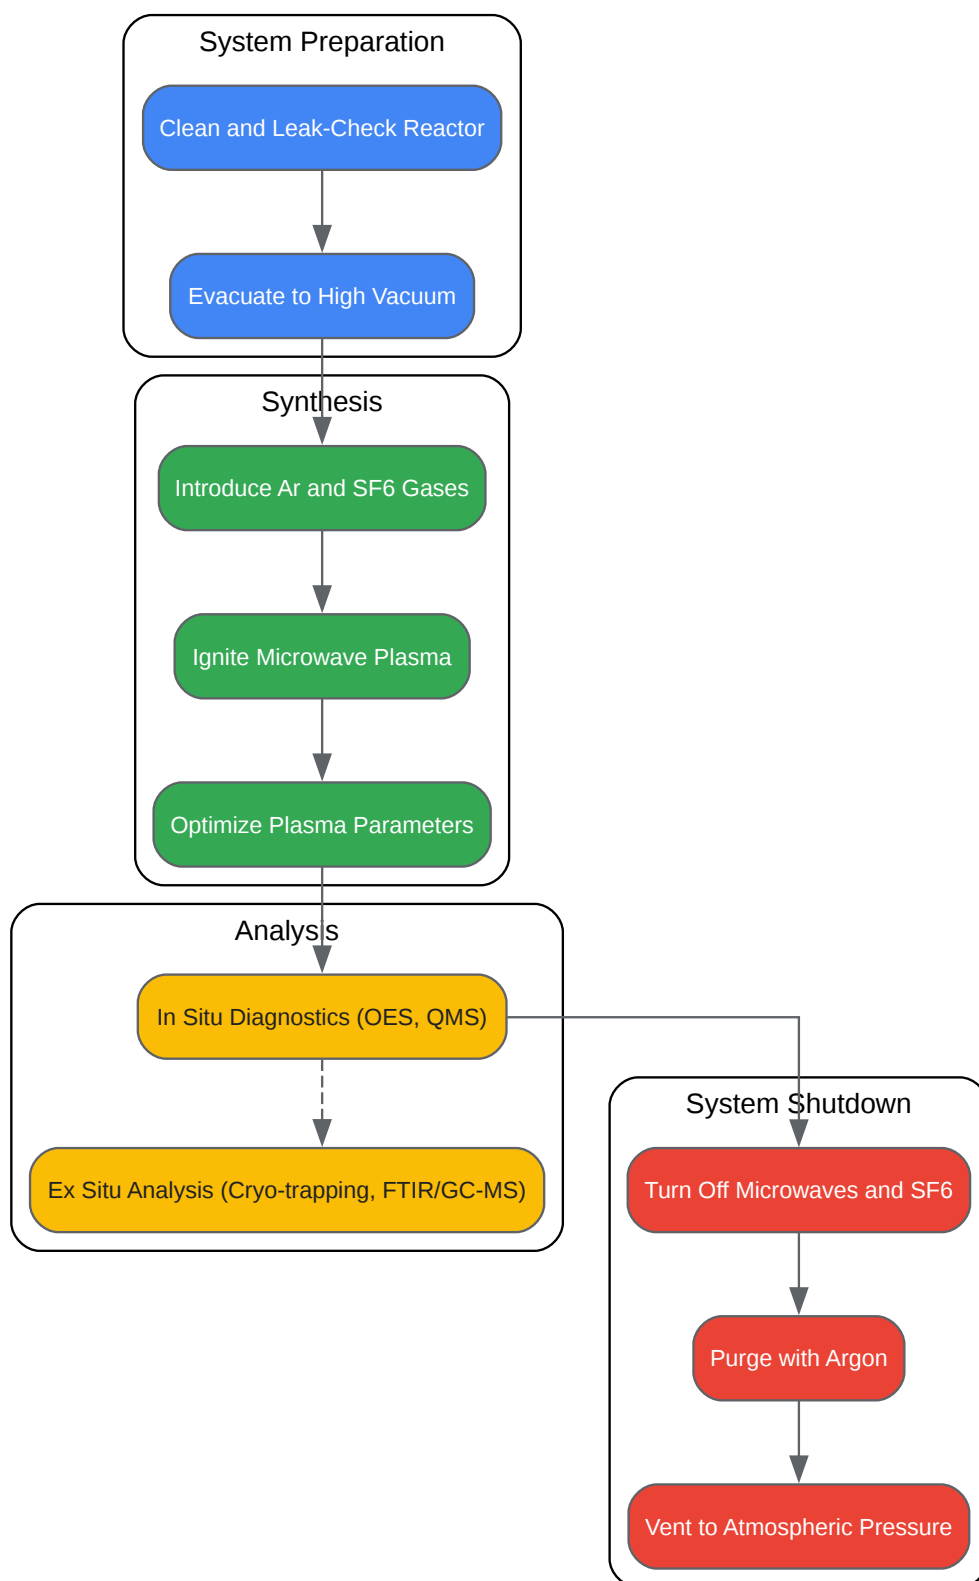 System Preparation
Clean and Leak-Check Reactor
Evacuate to High Vacuum
Synthesis
Introduce Ar and SF6 Gases
Ignite Microwave Plasma
Optimize Plasma Parameters
Analysis
In Situ Diagnostics (OES, QMS)
Ex Situ Analysis (Cryo-trapping, FTIR/GC-MS)
System Shutdown
Turn Off Microwaves and SF6
Purge with Argon
Vent to Atmospheric Pressure